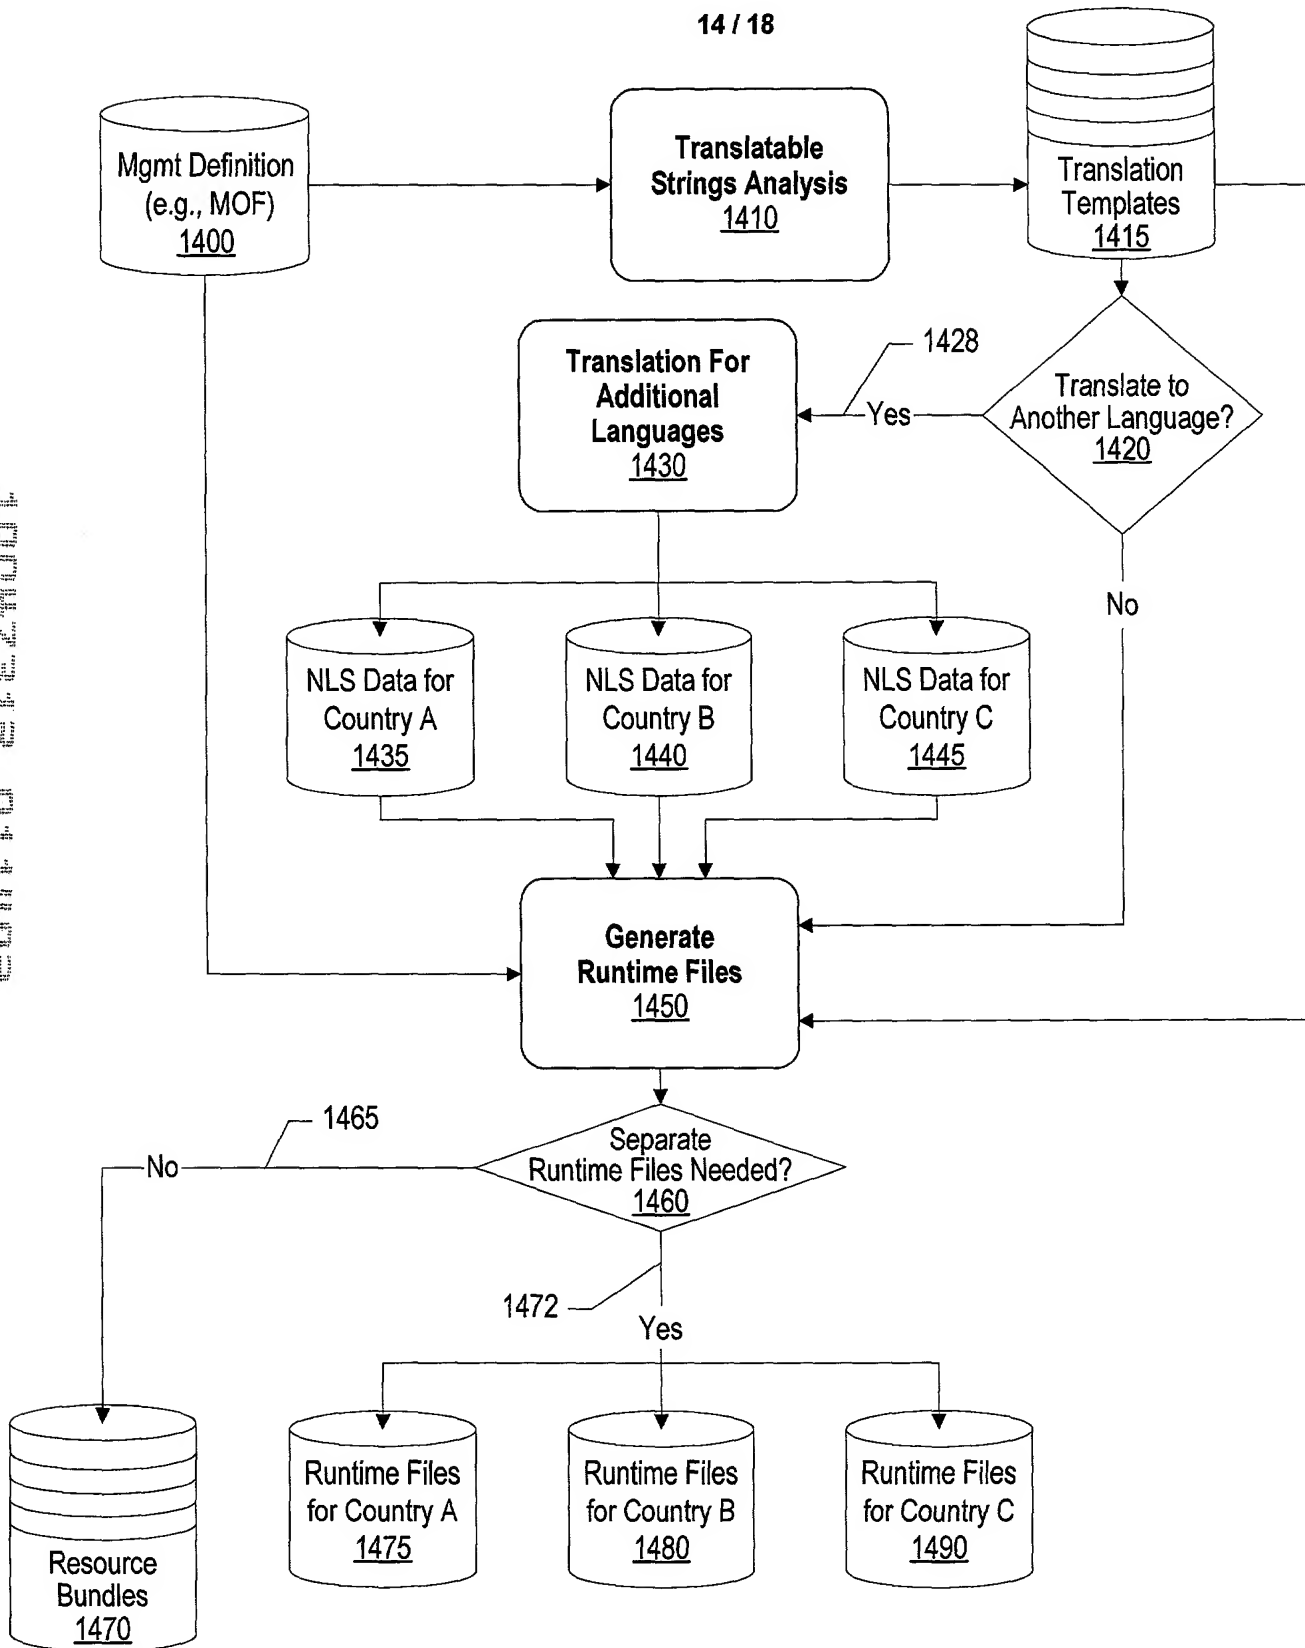 14 / 18
Mgmt Definition
(e.g., MOF)
1400
Translatable
Strings Analysis
1410
Translation
Templates
1415
Translation For
Additional
Languages
1430
1428
Yes
Translate to
Another Language?
1420
No
NLS Data for
Country A
1435
NLS Data for
Country B
1440
NLS Data for
Country C
1445
Generate
Runtime Files
1450
1465
No
Separate
Runtime Files Needed?
1460
1472
Yes
Resource
Bundles
1470
Runtime Files
for Country A
1475
Runtime Files
for Country B
1480
Runtime Files
for Country C
1490